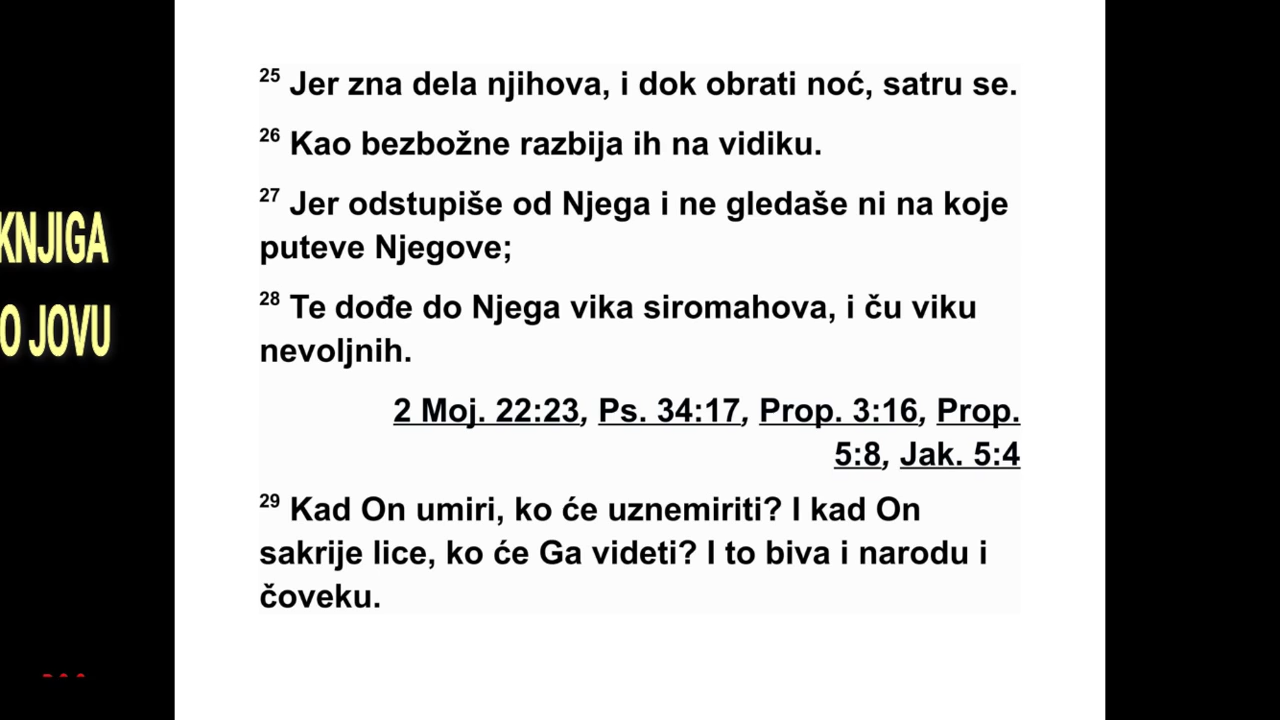 KNJIGA
O JOVU
25 Jer zna dela njihova, i dok obrati noć, satru se.
26 Kao bezbožne razbija ih na vidiku.
27 Jer odstupiše od Njega i ne gledaše ni na koje
puteve Njegove;
28 Te dođe do Njega vika siromahova, i ču viku
nevoljnih.
2 Moj. 22:23, Ps. 34:17, Prop. 3:16, Prop.
5:8, Jak. 5:4
29 Kad On umiri, ko će uznemiriti? I kad On
sakrije lice, ko će Ga videti? I to biva i narodu i
čoveku.